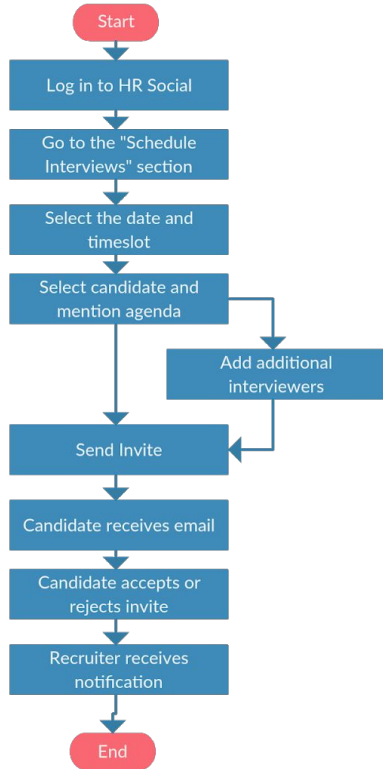 Start
Log in to HR Social
Go to the "Schedule
Interviews" section
Select the date and
timeslot
Select candidate and
mention agenda
Add additional
interviewers
Send Invite
Candidate receives email
Candidate accepts or
rejects invite
Recruiter receives
notification
End